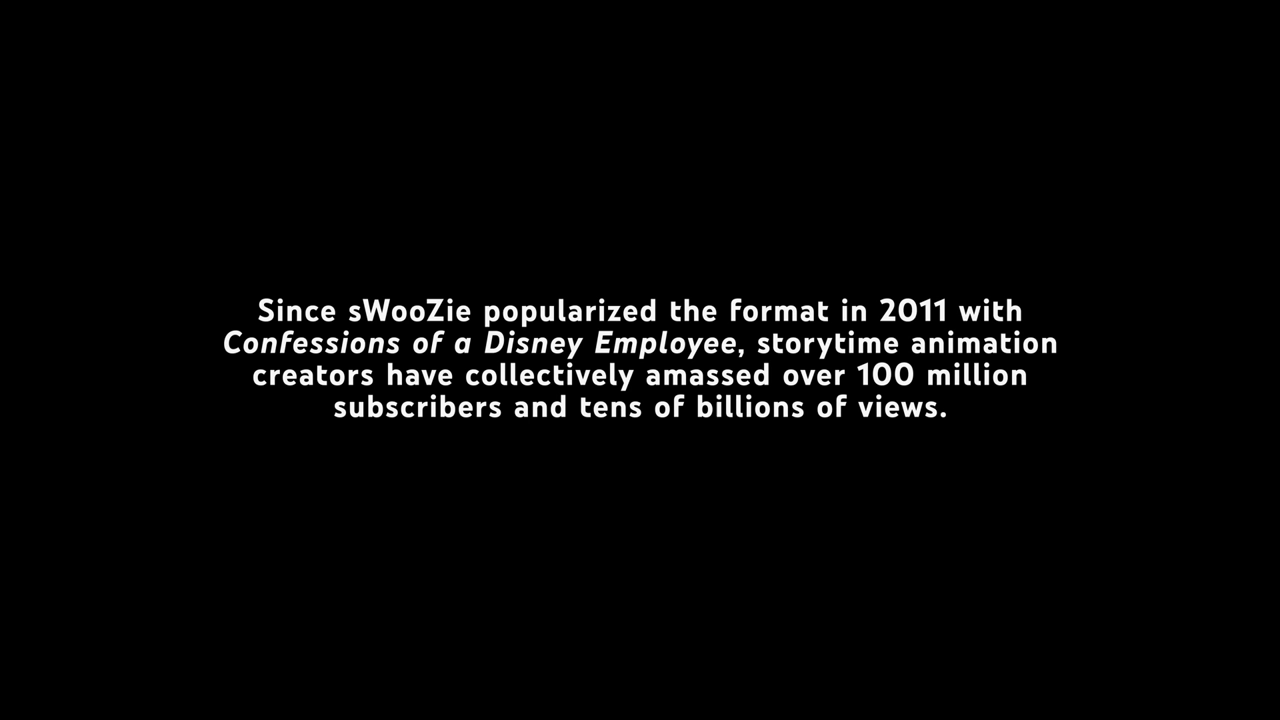 Since sWooZie popularized the format in 2011 with
Confessions of a Disney Employee, storytime animation
creators have collectively amassed over 100 million
subscribers and tens of billions of views.